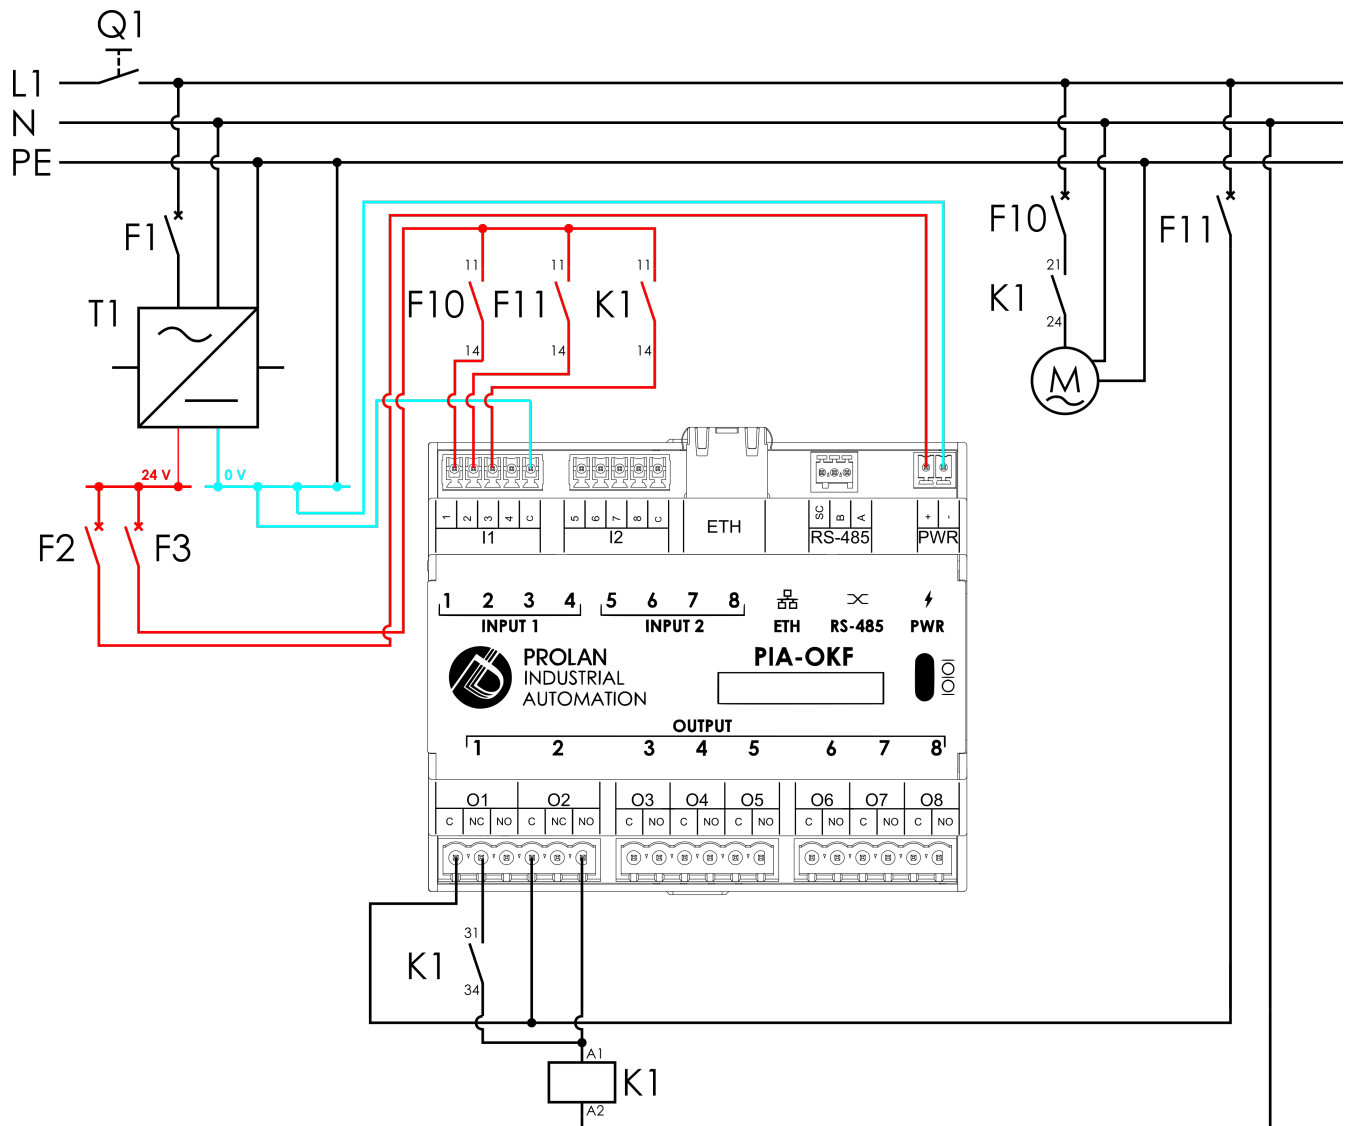 Q1
L1
N
PE
F1
T1
24 V
0 V
F2
F3
11
11
11
F10
F11
K1
14
14
14
F10
F11
21
K1
24
M
1 2 3 4 C
5 6 7 8 C
SC B A
+ -
I1
I2
ETH
RS-485
PWR
1 2 3 4
5 6 7 8
INPUT 1
INPUT 2
ETH
RS-485
PWR
PROLAN
INDUSTRIAL
AUTOMATION
PIA-OKF
IOIOI
OUTPUT
1 2 3 4 5 6 7 8
O1 O2 O3 O4 O5 O6 O7 O8
C NC NO C NC NO C NO C NO C NO C NO C NO C NO
31
K1
34
A1
K1
A2